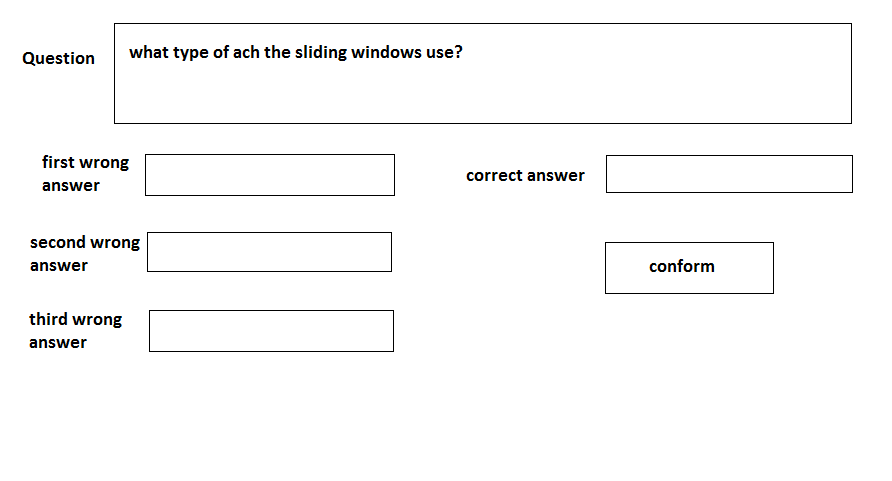 Question
what type of ach the sliding windows use?
first wrong
answer
correct answer
second wrong
answer
conform
third wrong
answer